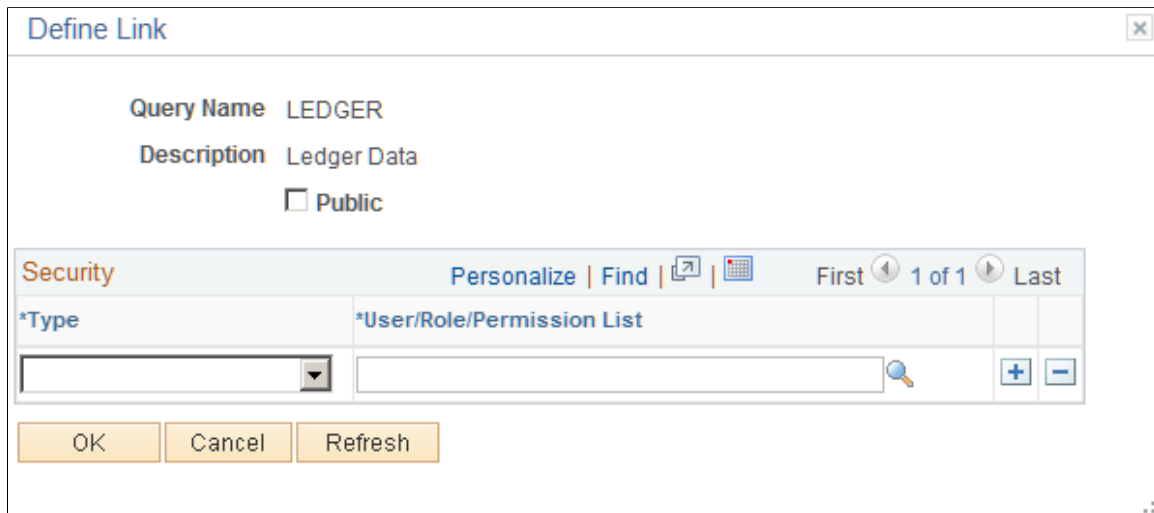 Define Link
Query Name LEDGER
Description Ledger Data
Public
Security Personalize | Find | | First 1 of 1 Last
*Type *User/Role/Permission List
OK Cancel Refresh